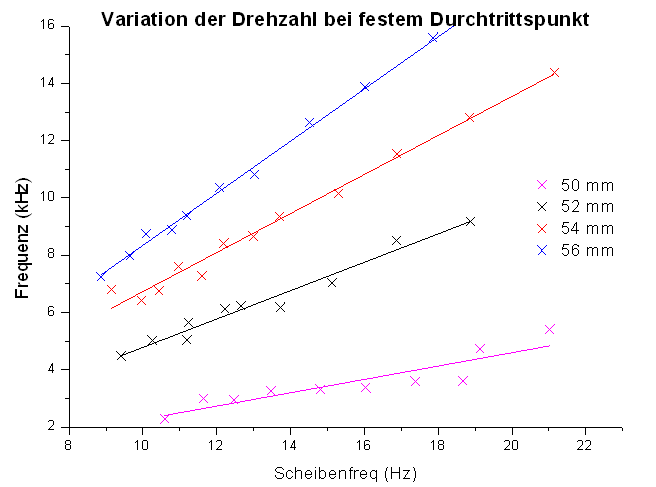 Variation der Drehzahl bei festem Durchtrittspunkt
16
14
12
10
8
6
4
2
Frequenz (kHz)
50 mm
52 mm
54 mm
56 mm
8 10 12 14 16 18 20 22
Scheibenfreq (Hz)